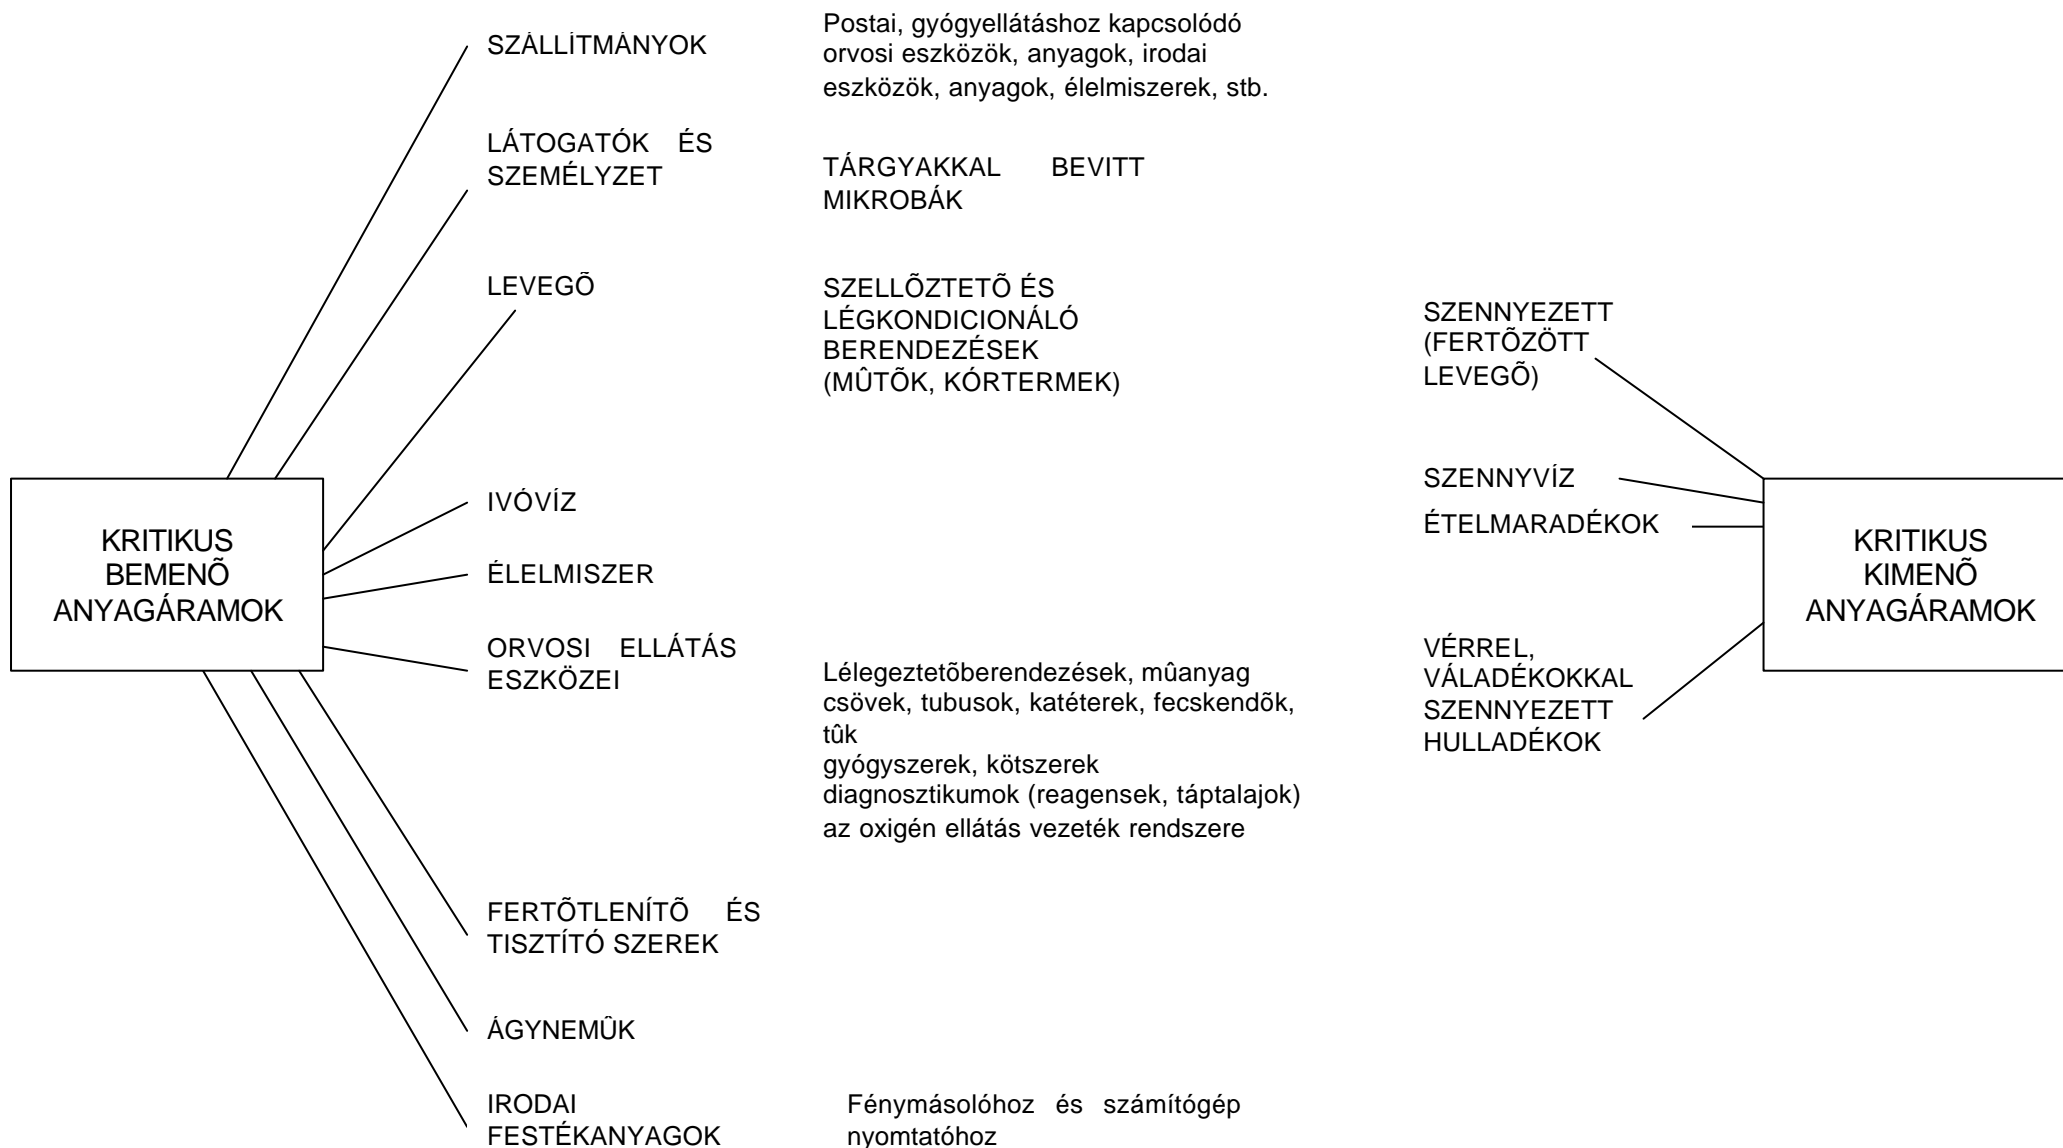 SZÁLLÍTMÁNYOK
Postai, gyógyellátáshoz kapcsolódó
orvosi eszközök, anyagok, irodai
eszközök, anyagok, élelmiszerek, stb.
LÁTOGATÓK ÉS
SZEMÉLYZET
TÁRGYAKKAL BEVITT
MIKROBÁK
LEVEGÕ
SZELLÕZTETÕ ÉS
LÉGKONDICIONÁLÓ
BERENDEZÉSEK
(MÛTÕK, KÓRTERMEK)
KRITIKUS
BEMENÕ
ANYAGÁRAMOK
IVÓVÍZ
ÉLELMISZER
ORVOSI ELLÁTÁS
ESZKÖZEI
Lélegeztetõberendezések, mûanyag
csövek, tubusok, katéterek, fecskendõk,
tûk
gyógyszerek, kötszerek
diagnosztikumok (reagensek, táptalajok)
az oxigén ellátás vezeték rendszere
FERTÕTLENÍTÕ ÉS
TISZTÍTÓ SZEREK
ÁGYNEMÛK
IRODAI
FESTÉKANYAGOK
Fénymásolóhoz és számítógép
nyomtatóhoz
SZENNYEZETT
(FERTÕZÖTT
LEVEGÕ)
SZENNYVÍZ
ÉTELMARADÉKOK
VÉRREL,
VÁLADÉKOKKAL
SZENNYEZETT
HULLADÉKOK
KRITIKUS
KIMENÕ
ANYAGÁRAMOK